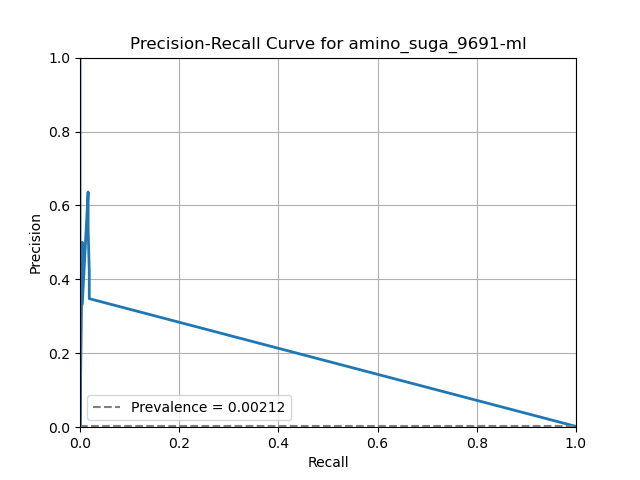 Precision-Recall Curve for amino_suga_9691-ml
1.0
0.8
0.6
0.4
0.2
0.0
Precision
Prevalence = 0.00212
0.0 0.2 0.4 0.6 0.8 1.0
Recall